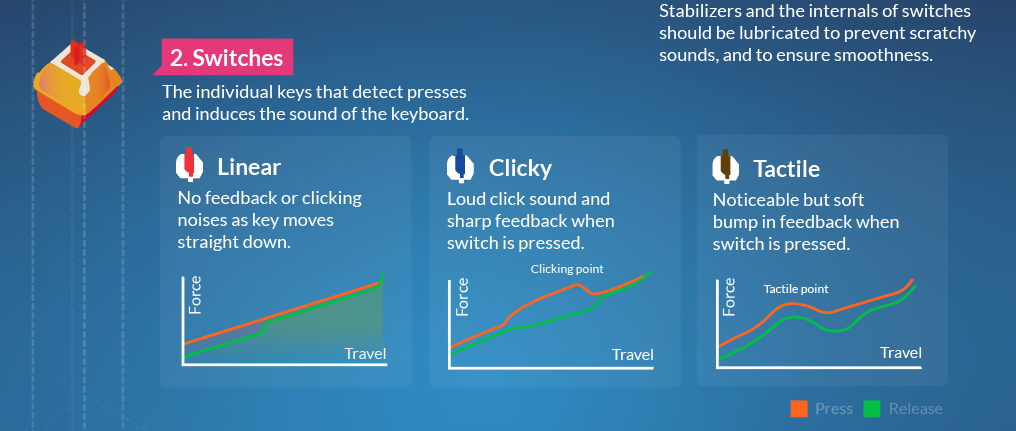 Stabilizers and the internals of switches
should be lubricated to prevent scratchy
sounds, and to ensure smoothness.
2. Switches
The individual keys that detect presses
and induces the sound of the keyboard.
Linear
No feedback or clicking
noises as key moves
straight down.
Force
Travel
Clicky
Loud click sound and
sharp feedback when
switch is pressed.
Clicking point
Force
Travel
Tactile
Noticeable but soft
bump in feedback when
switch is pressed.
Tactile point
Force
Travel
Press
Release